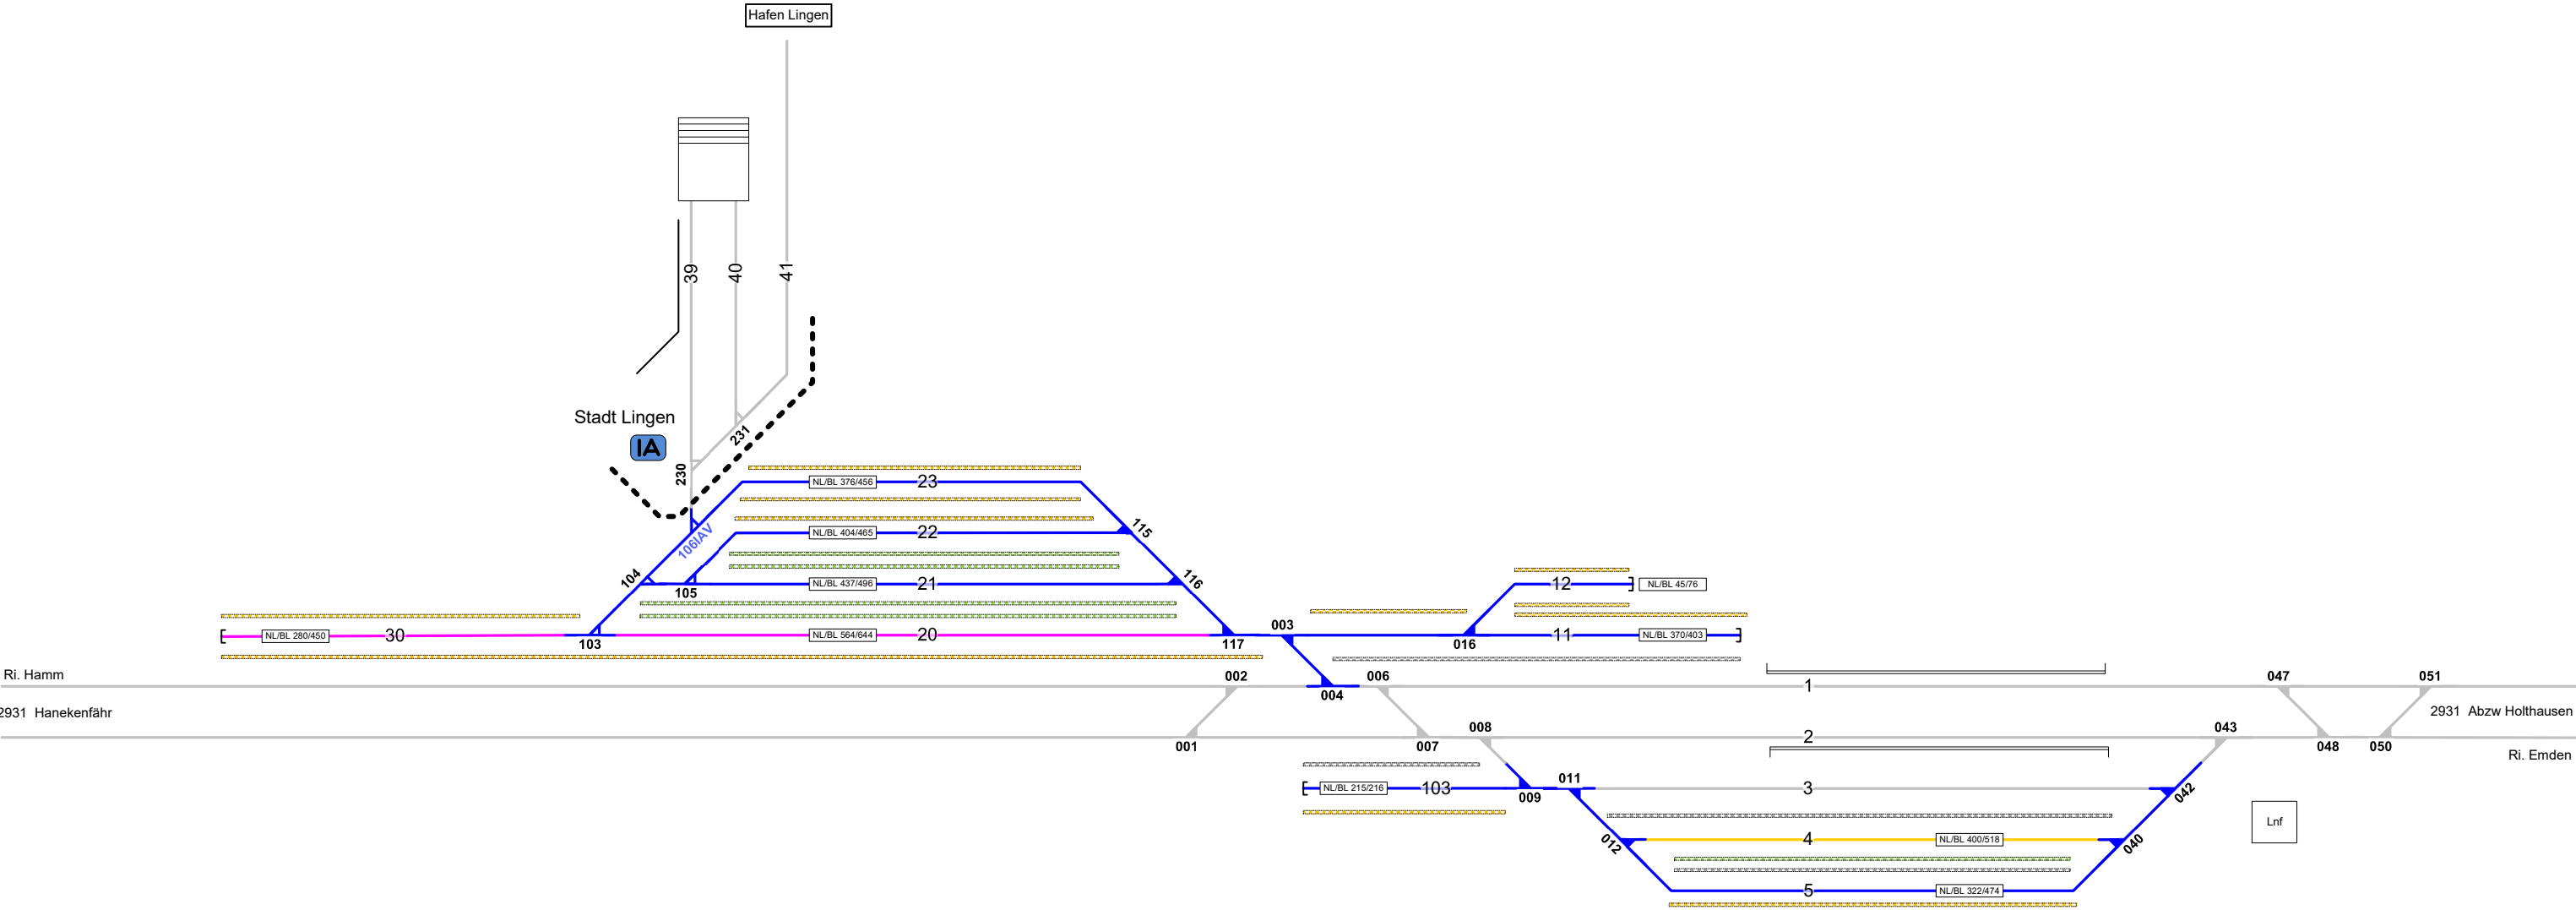 Hafen Lingen
39
40
41
Stadt Lingen
IA
231
230
NL/BL 376/456
23
106IAV
NL/BL 404/465
22
115
104
105
NL/BL 437/496
21
116
12
NL/BL 45/76
NL/BL 280/450
30
103
NL/BL 564/644
20
117
003
016
11
NL/BL 370/403
Ri. Hamm
002
004
006
1
047
051
2931 Hanekenfähr
2931 Abzw Holthausen
001
007
008
2
043
048
050
Ri. Emden
NL/BL 215/216
103
009
011
3
042
Lnf
012
4
NL/BL 400/518
040
5
NL/BL 322/474